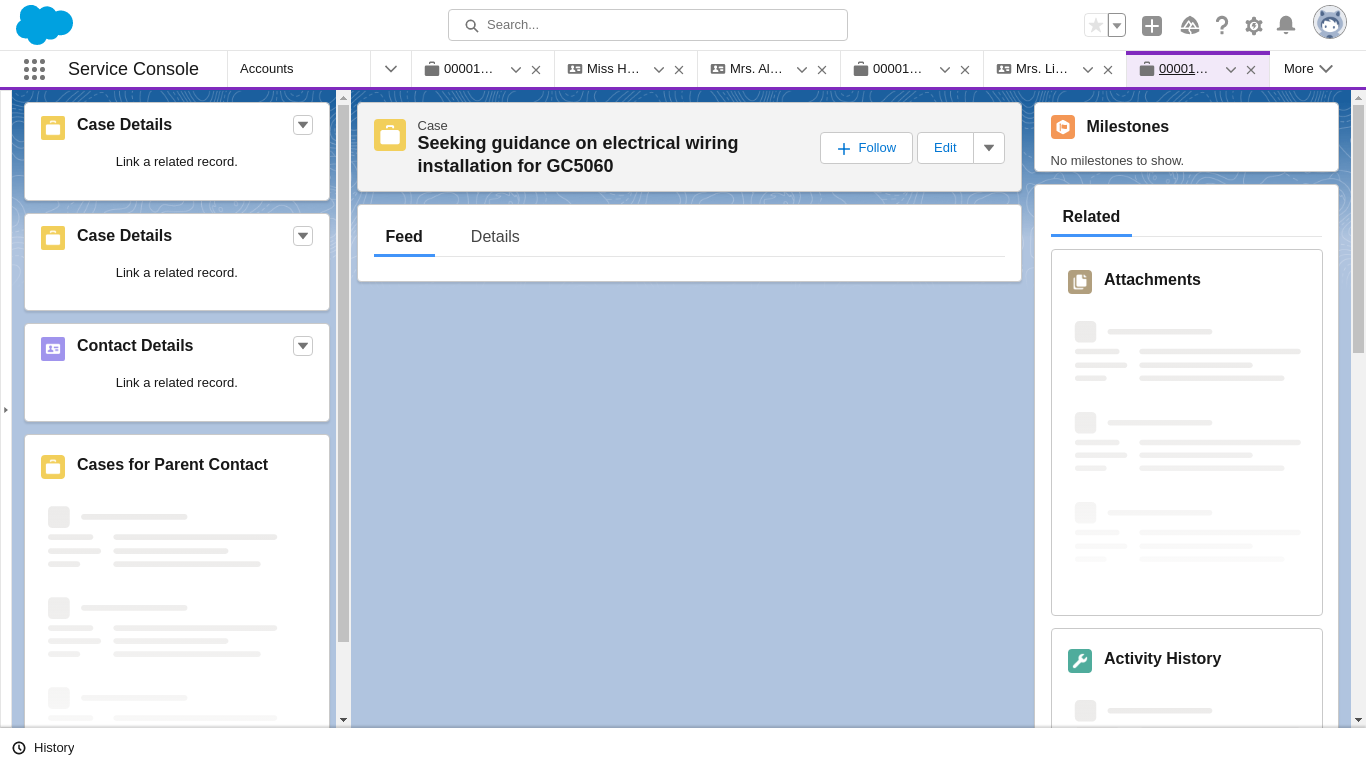 Search...
Service Console
Accounts
00001…
Miss H…
Mrs. Al…
00001…
Mrs. Li…
00001…
More
Case Details
Link a related record.
Case Details
Link a related record.
Contact Details
Link a related record.
Cases for Parent Contact
Case
Seeking guidance on electrical wiring
installation for GC5060
Follow
Edit
Feed
Details
Milestones
No milestones to show.
Related
Attachments
Activity History
History